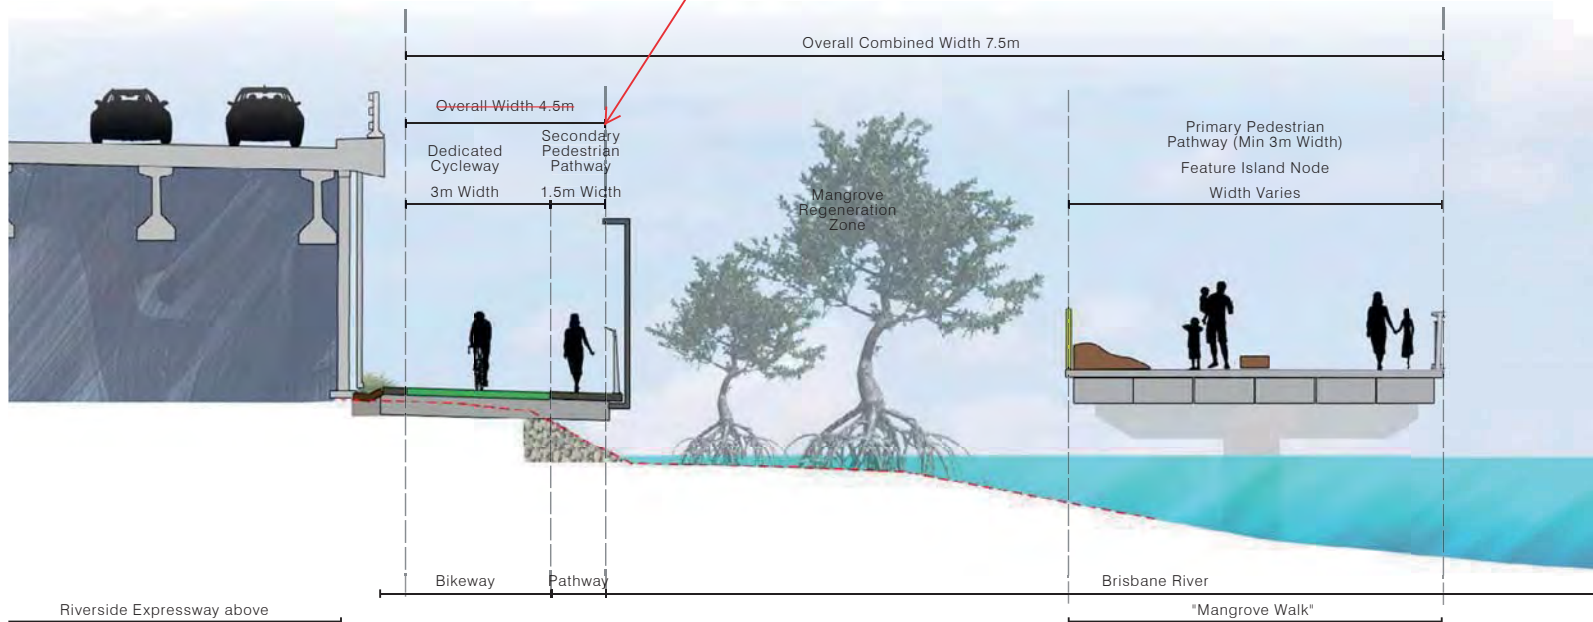 Overall Combined Width 7.5m
Overall Width 4.5m
Dedicated
Cycleway
3m Width
Secondary
Pedestrian
Pathway
1.5m Width
Mangrove
Regeneration
Zone
Primary Pedestrian
Pathway (Min 3m Width)
Feature Island Node
Width Varies
Bikeway
Pathway
Brisbane River
Riverside Expressway above
"Mangrove Walk"